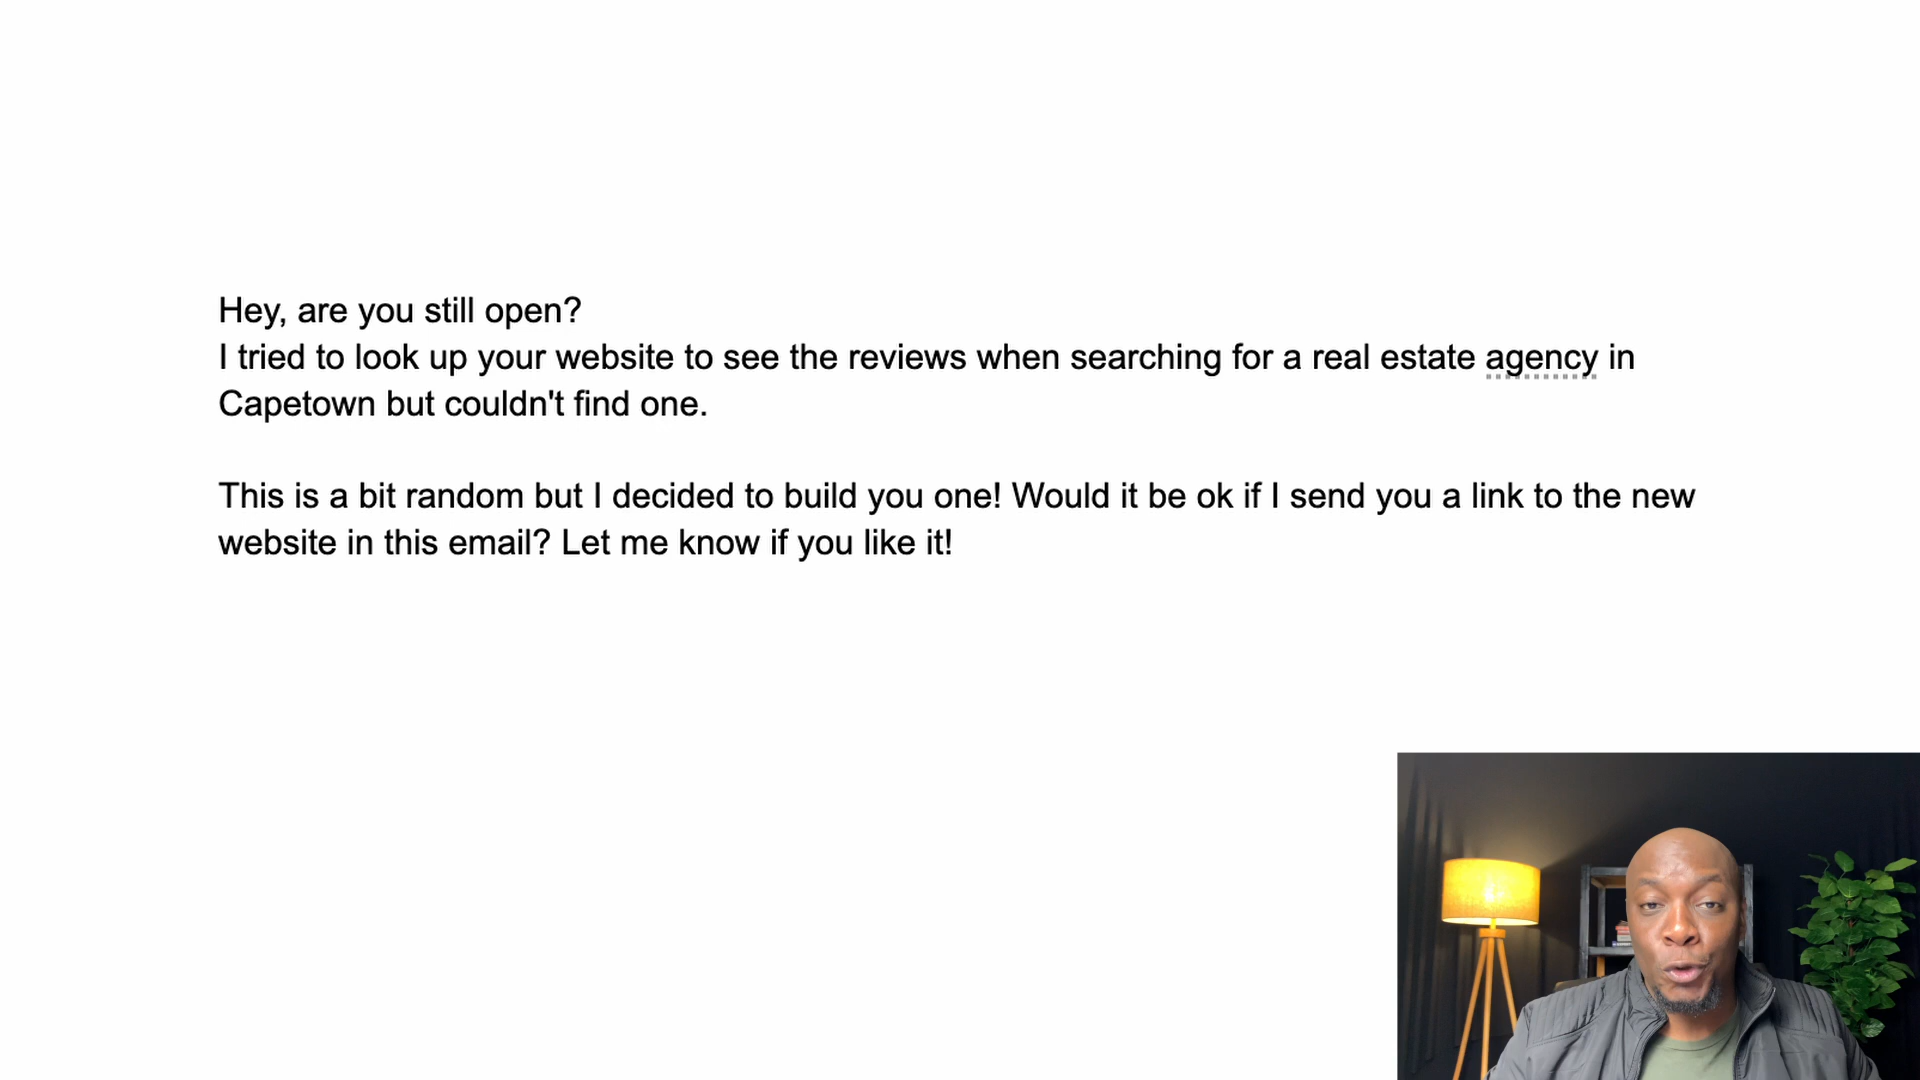 Hey, are you still open?
I tried to look up your website to see the reviews when searching for a real estate agency in
Capetown but couldn't find one.
This is a bit random but I decided to build you one! Would it be ok if I send you a link to the new
website in this email? Let me know if you like it!